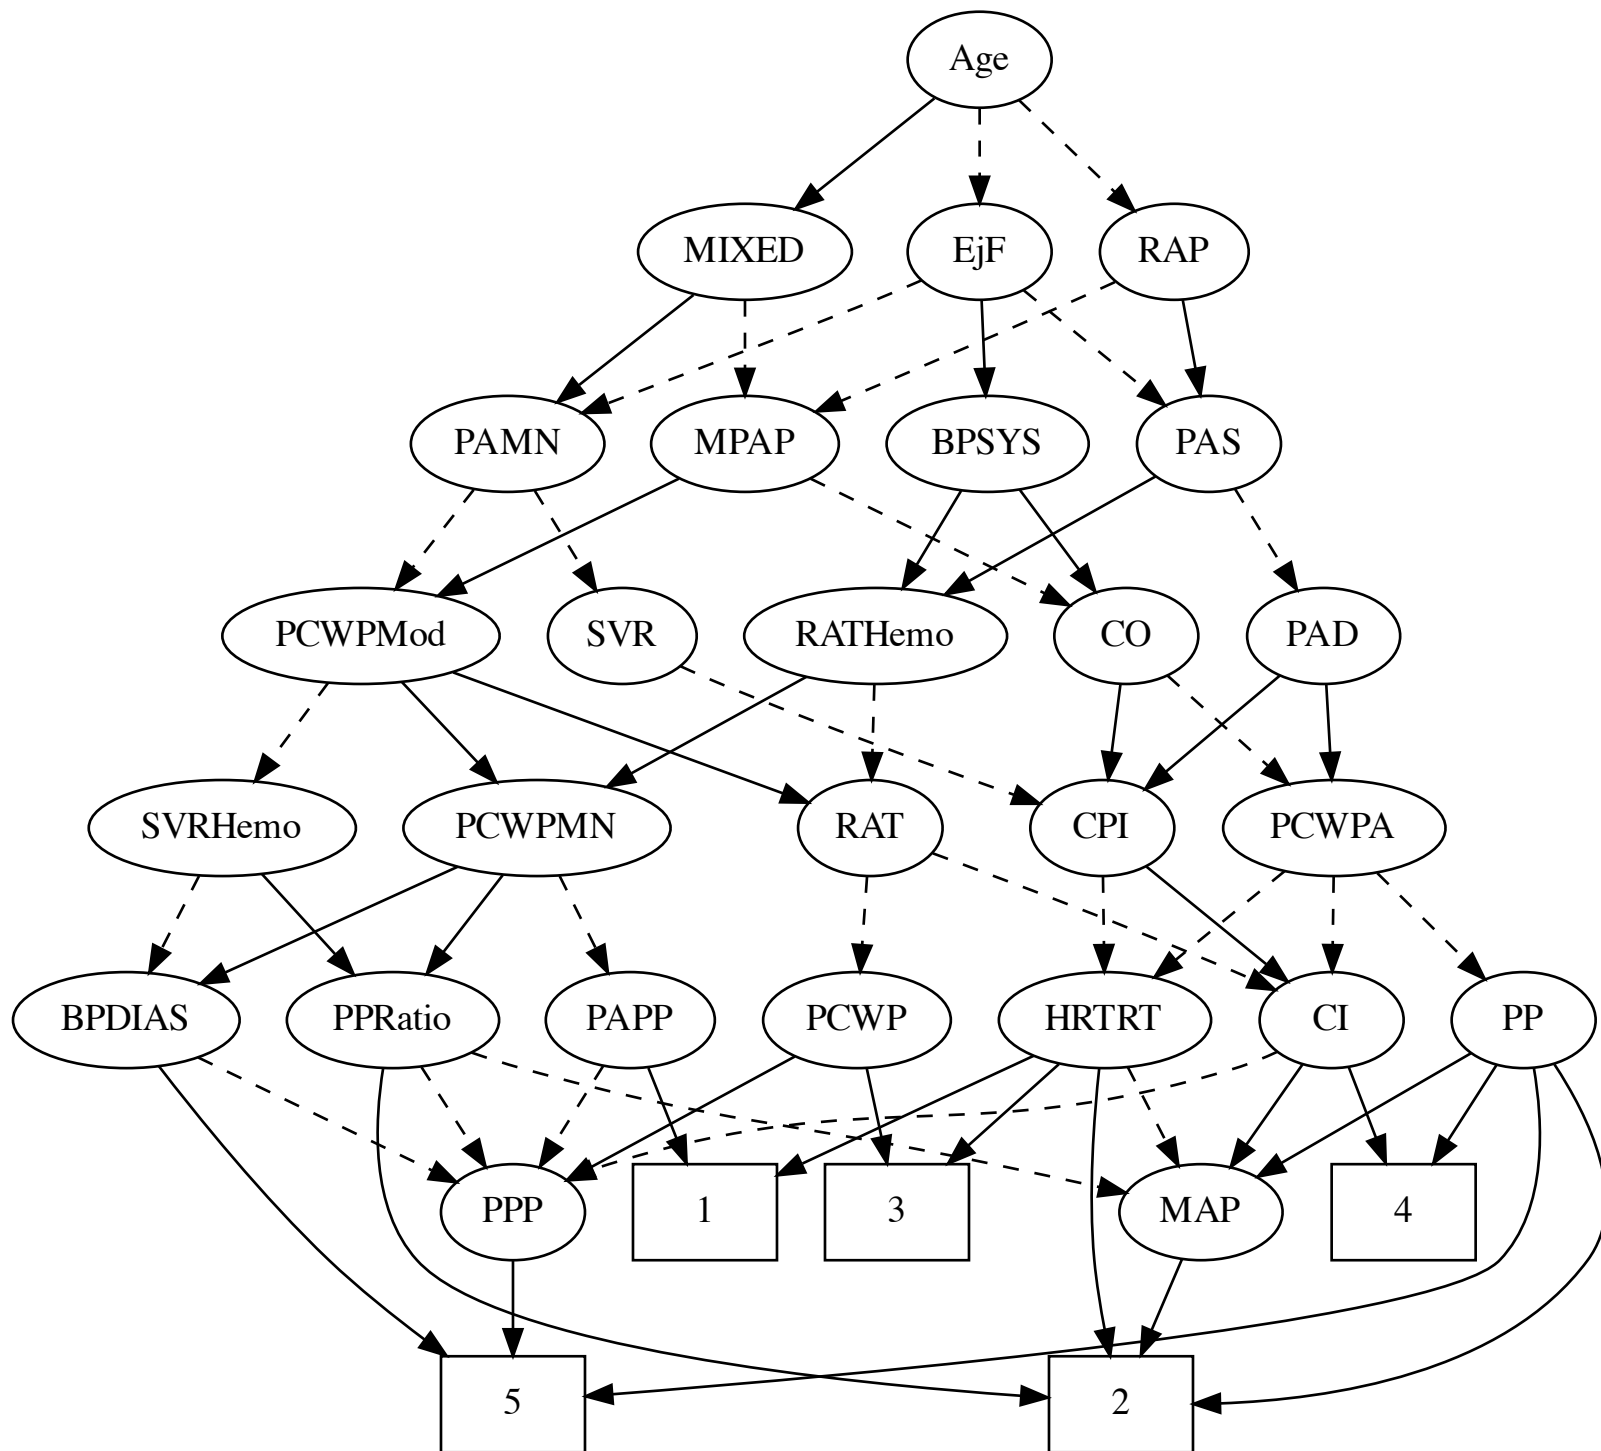 Age
MIXED EjF RAP
PAMN MPAP BPSYS PAS
PCWPMod SVR RATHemo CO PAD
SVRHemo PCWPMN RAT CPI PCWPA
BPDIAS PPRatio PAPP PCWP HRTRT CI PP
PPP 1 3 MAP 4
5 2